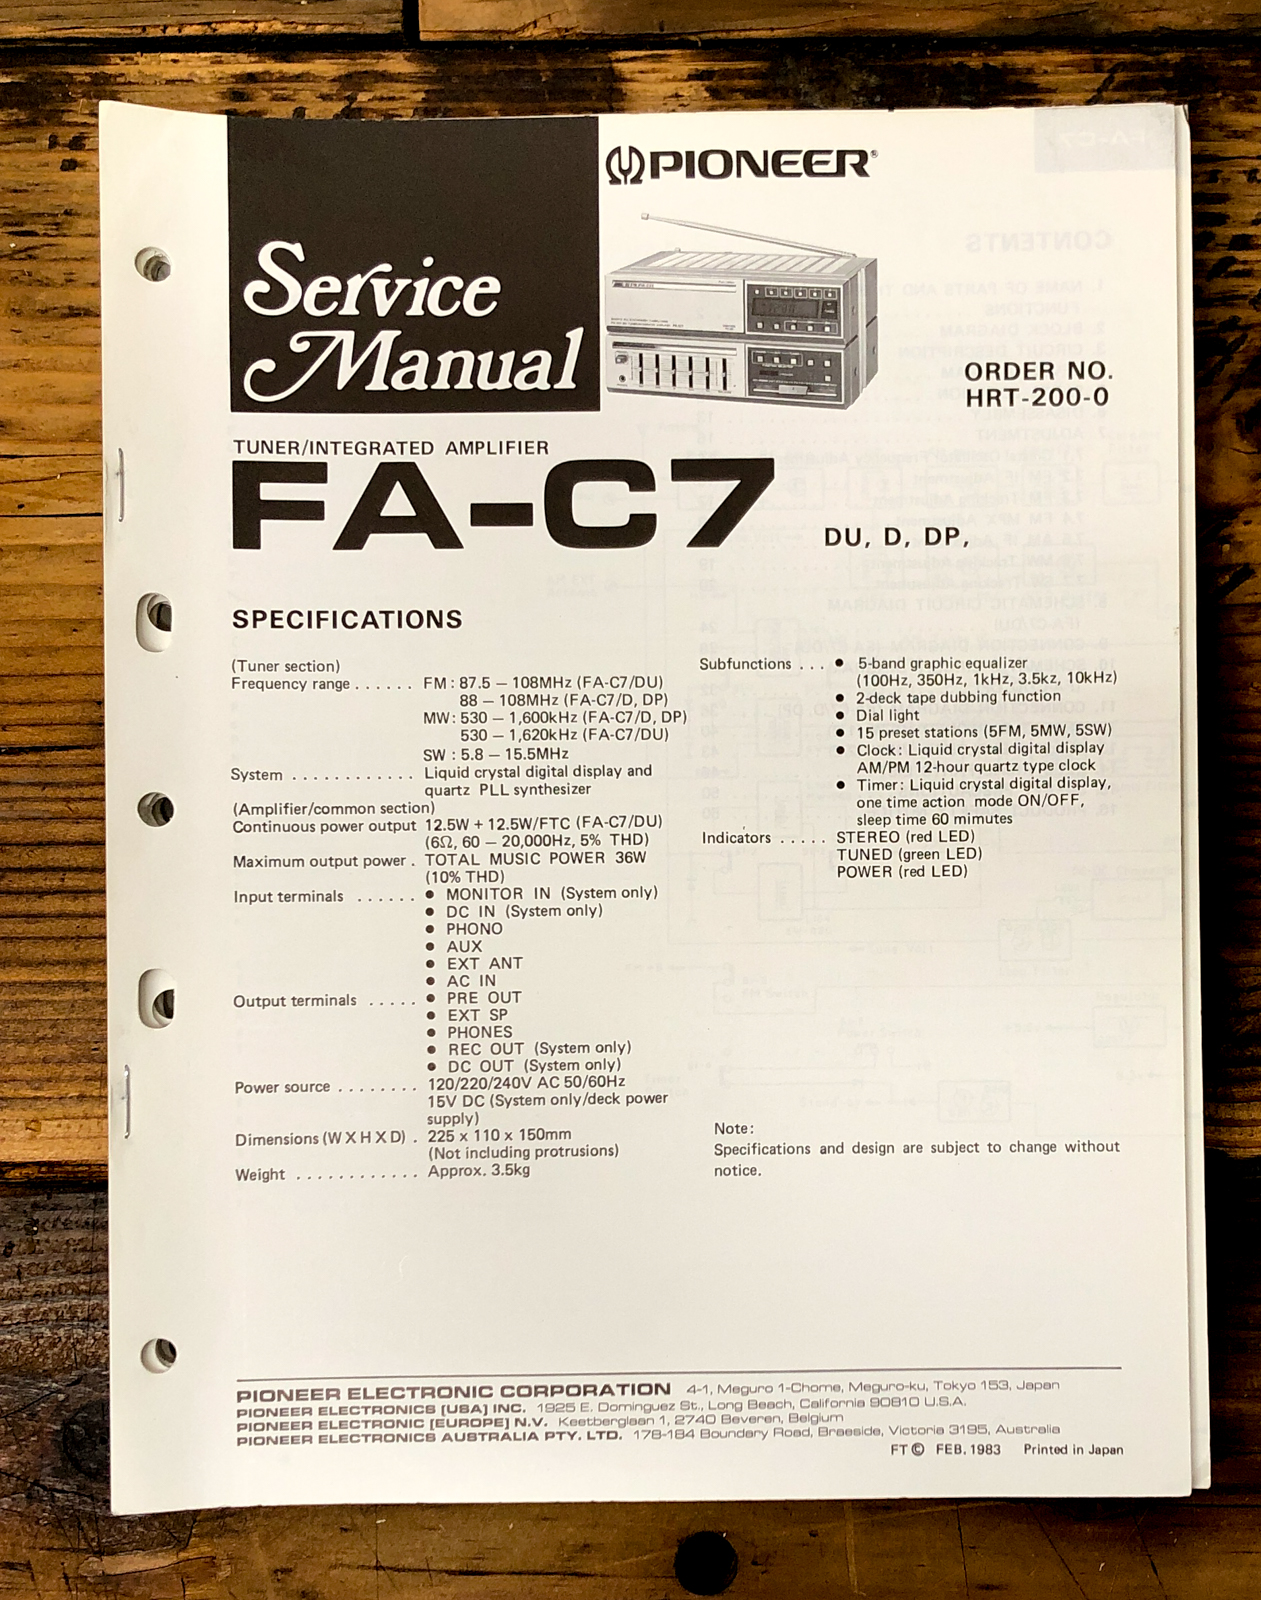 PIONEER®
Service
Manual
ORDER NO.
HRT-200-0
TUNER/INTEGRATED AMPLIFIER
FA-C7
DU, D, DP,
SPECIFICATIONS
(Tuner section)
Frequency range . . . . . . FM : 87.5 – 108MHz (FA-C7/DU)
88 – 108MHz (FA-C7/D, DP)
MW : 530 – 1,600kHz (FA-C7/D, DP)
530 – 1,620kHz (FA-C7/DU)
SW : 5.8 – 15.5MHz
System . . . . . . . . . . . . Liquid crystal digital display and
quartz PLL synthesizer
(Amplifier/common section)
Continuous power output 12.5W + 12.5W/FTC (FA-C7/DU)
(6Ω, 60 – 20,000Hz, 5% THD)
Maximum output power . TOTAL MUSIC POWER 36W
(10% THD)
Input terminals . . . . . . ● MONITOR IN (System only)
● DC IN (System only)
● PHONO
● AUX
● EXT ANT
● AC IN
Output terminals . . . . . ● PRE OUT
● EXT SP
● PHONES
● REC OUT (System only)
● DC OUT (System only)
Power source . . . . . . . . 120/220/240V AC 50/60Hz
15V DC (System only/deck power
supply)
Dimensions (W X H X D) . 225 x 110 x 150mm
(Not including protrusions)
Weight . . . . . . . . . . . . Approx. 3.5kg
Subfunctions . . . ● 5-band graphic equalizer
(100Hz, 350Hz, 1kHz, 3.5kz, 10kHz)
● 2-deck tape dubbing function
● Dial light
● 15 preset stations (5FM, 5MW, 5SW)
● Clock : Liquid crystal digital display
AM/PM 12-hour quartz type clock
● Timer : Liquid crystal digital display,
one time action mode ON/OFF,
sleep time 60 mimutes
Indicators . . . . . STEREO (red LED)
TUNED (green LED)
POWER (red LED)
Note :
Specifications and design are subject to change without
notice.
PIONEER ELECTRONIC CORPORATION 4-1, Meguro 1-Chome, Meguro-ku, Tokyo 153, Japan
PIONEER ELECTRONICS [USA] INC. 1925 E. Dominguez St., Long Beach, California 90810 U.S.A.
PIONEER ELECTRONIC [EUROPE] N.V. Keetberglaan 1, 2740 Beveren, Belgium
PIONEER ELECTRONICS AUSTRALIA PTY. LTD. 178-184 Boundary Road, Braeside, Victoria 3195, Australia
FT © FEB. 1983 Printed in Japan